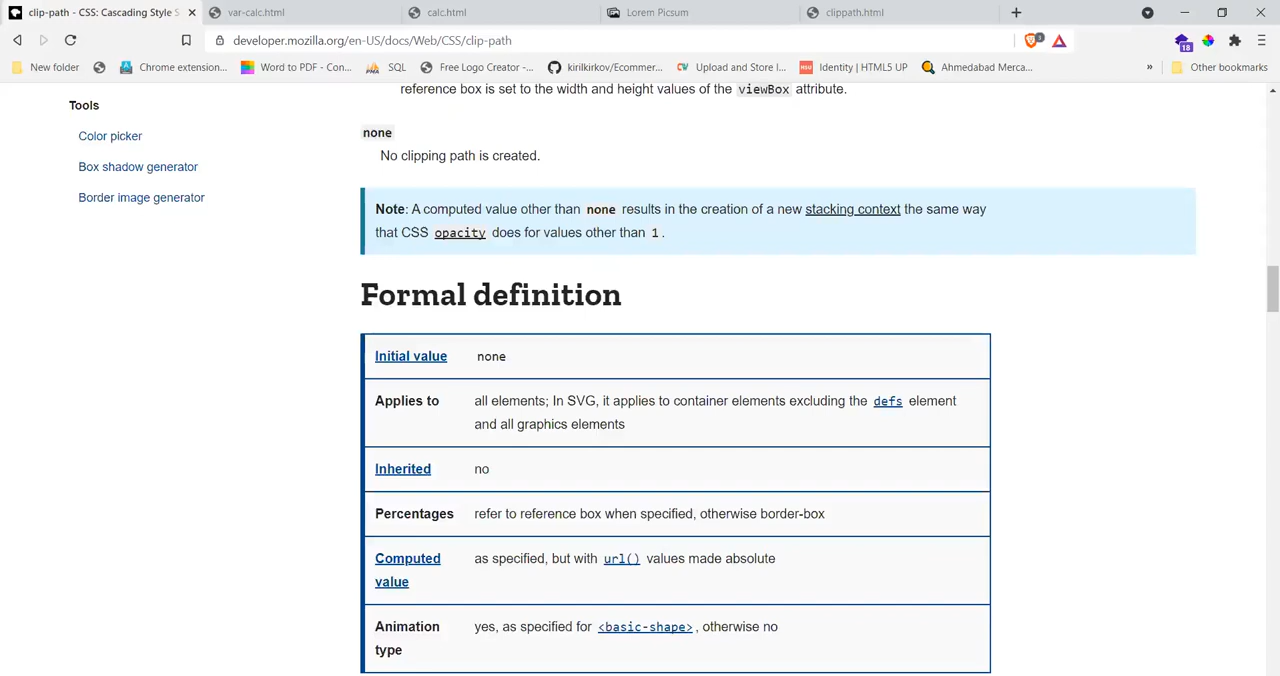 clip-path - CSS: Cascading Style S
var-calc.html
calc.html
Lorem Picsum
clippath.html
developer.mozilla.org/en-US/docs/Web/CSS/clip-path
3
18
New folder
Chrome extension...
Word to PDF - Con...
PMA SQL
Free Logo Creator -...
kirilkirkov/Ecommer...
Upload and Store I...
Identity | HTML5 UP
Ahmedabad Merca...
»
Other bookmarks
Tools
Color picker
Box shadow generator
Border image generator
reference box is set to the width and height values of the viewBox attribute.
none
No clipping path is created.
Note: A computed value other than none results in the creation of a new stacking context the same way
that CSS opacity does for values other than 1.
Formal definition
Initial value none
Applies to all elements; In SVG, it applies to container elements excluding the defs element
and all graphics elements
Inherited no
Percentages refer to reference box when specified, otherwise border-box
Computed as specified, but with url() values made absolute
value
Animation yes, as specified for <basic-shape>, otherwise no
type